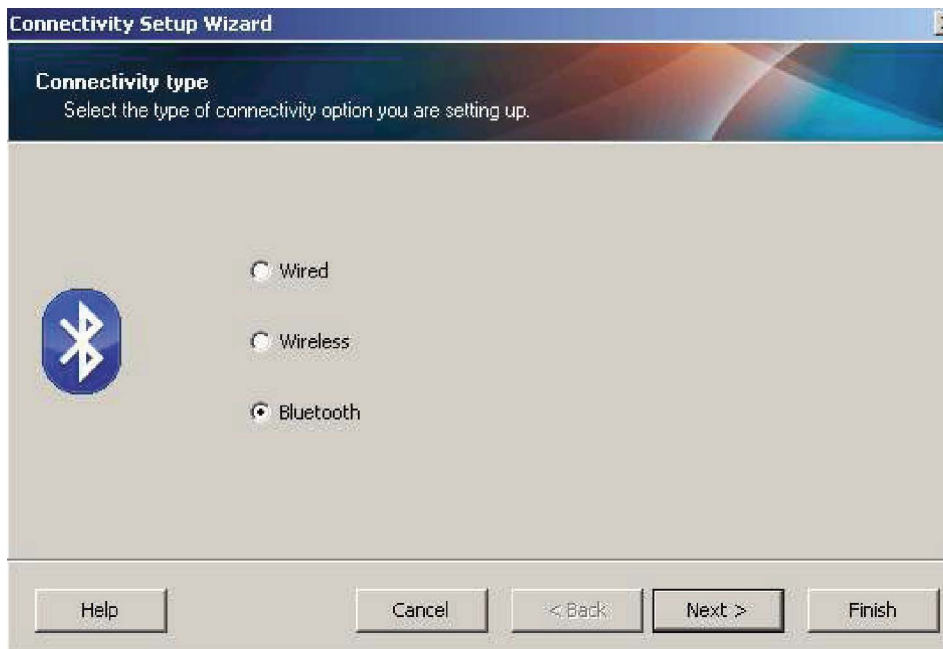 Connectivity Setup Wizard
Connectivity type
Select the type of connectivity option you are setting up.
Wired
Wireless
Bluetooth
Help
Cancel
< Back
Next >
Finish